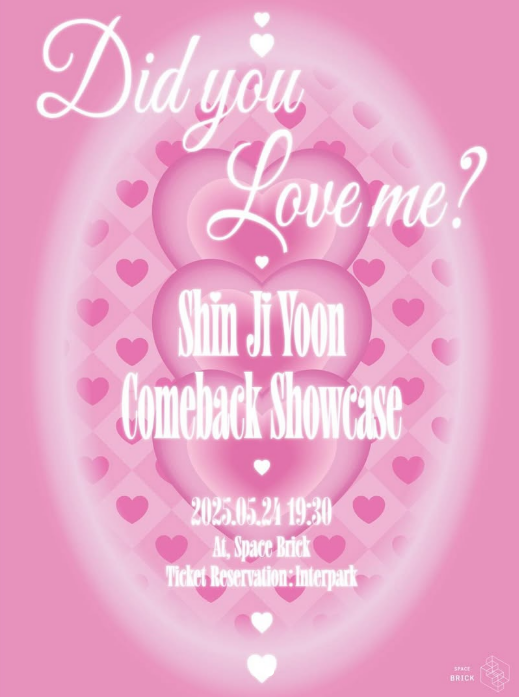 Did you
Love me?
Shin Ji Yoon
Comeback Showcase
2025.05.24 19:30
At, Space Brick
Ticket Reservation : Interpark
SPACE
BRICK